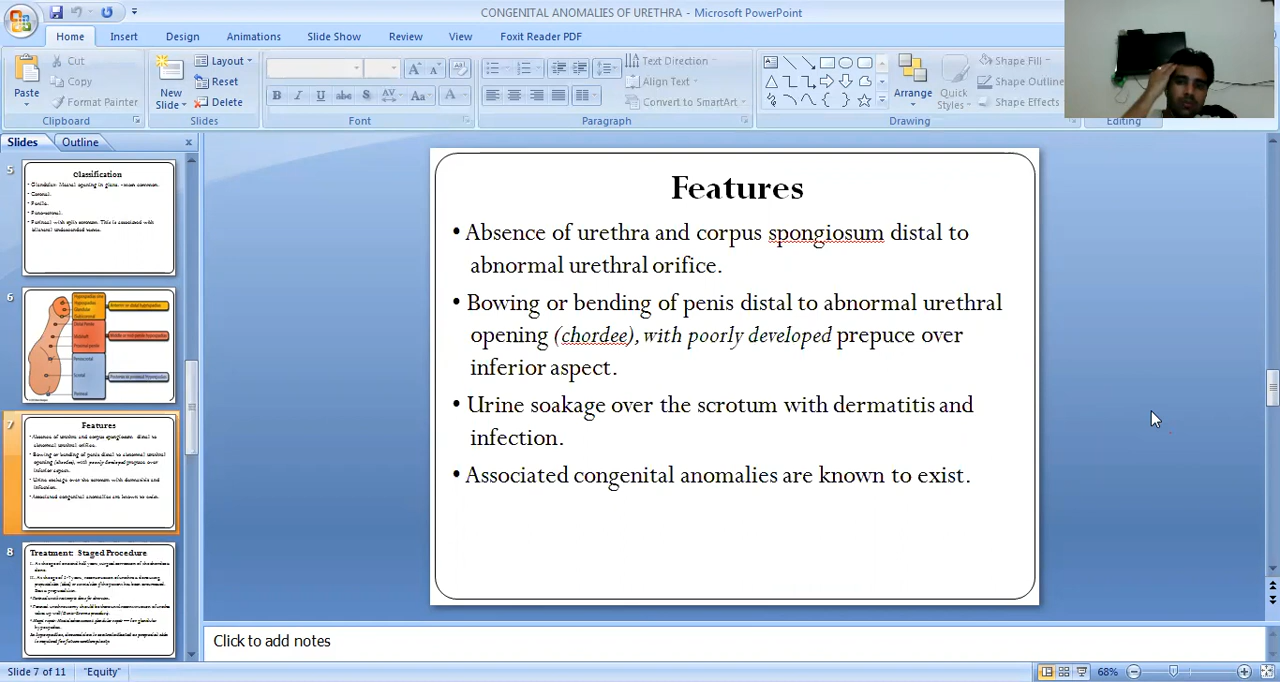 CONGENITAL ANOMALIES OF URETHRA - Microsoft PowerPoint
Home Insert Design Animations Slide Show Review View Foxit Reader PDF
Paste
Cut
Copy
Format Painter
Clipboard
New Slide
Layout
Reset
Delete
Slides
Font
Text Direction
Align Text
Convert to SmartArt
Paragraph
Arrange
Quick Styles
Shape Fill
Shape Outline
Shape Effects
Drawing
Editing
Slides Outline
5
Classification
6
7
Features
8
Treatment: Staged Procedure
Features
• Absence of urethra and corpus spongiosum distal to
abnormal urethral orifice.
• Bowing or bending of penis distal to abnormal urethral
opening (chordee), with poorly developed prepuce over
inferior aspect.
• Urine soakage over the scrotum with dermatitis and
infection.
• Associated congenital anomalies are known to exist.
Click to add notes
Slide 7 of 11 "Equity" 68%